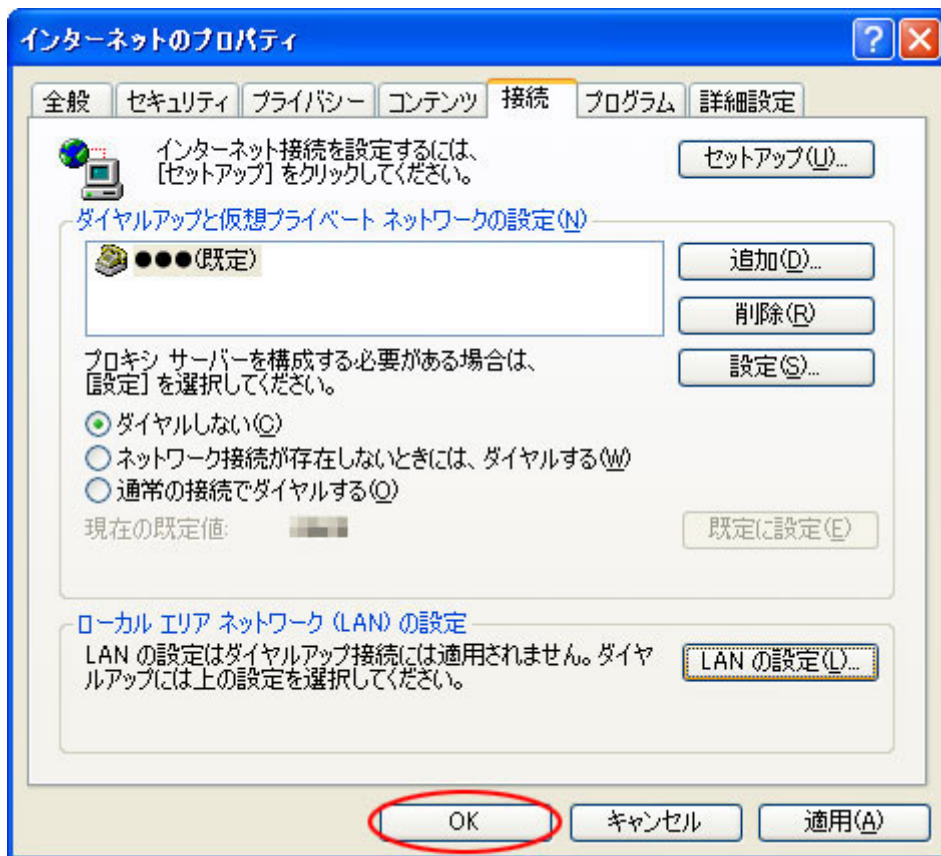 インターネットのプロパティ
全般 セキュリティ プライバシー コンテンツ 接続 プログラム 詳細設定
インターネット接続を設定するには、
[セットアップ] をクリックしてください。
セットアップ(U)...
ダイヤルアップと仮想プライベート ネットワークの設定(N)
●●●(既定)
追加(D)...
削除(R)
プロキシ サーバーを構成する必要がある場合は、
[設定] を選択してください。
設定(S)...
ダイヤルしない(C)
ネットワーク接続が存在しないときには、ダイヤルする(W)
通常の接続でダイヤルする(O)
現在の既定値:
既定に設定(E)
ローカル エリア ネットワーク (LAN) の設定
LAN の設定はダイヤルアップ接続には適用されません。ダイヤ
ルアップには上の設定を選択してください。
LAN の設定(L)...
OK キャンセル 適用(A)